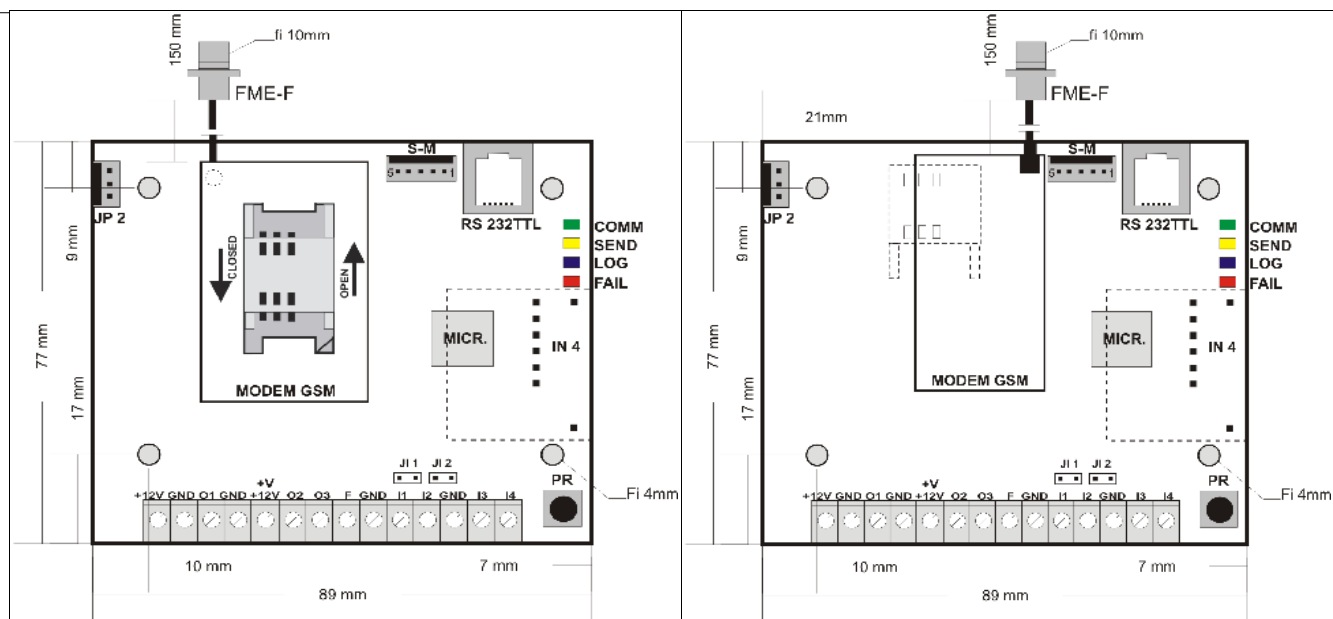 150 mm
fi 10mm
FME-F
S-M
5 1
JP 2
RS 232TTL
COMM
SEND
LOG
FAIL
CLOSED
OPEN
9 mm
MICR.
IN 4
77 mm
MODEM GSM
17 mm
JI 1 JI 2
+V
+12V GND O1 GND +12V O2 O3 F GND I1 I2 GND I3 I4
PR
Fi 4mm
10 mm
7 mm
89 mm
150 mm
fi 10mm
FME-F
21mm
S-M
5 1
JP 2
RS 232TTL
COMM
SEND
LOG
FAIL
9 mm
MICR.
IN 4
77 mm
MODEM GSM
17 mm
JI 1 JI 2
+V
+12V GND O1 GND +12V O2 O3 F GND I1 I2 GND I3 I4
PR
Fi 4mm
10 mm
7 mm
89 mm